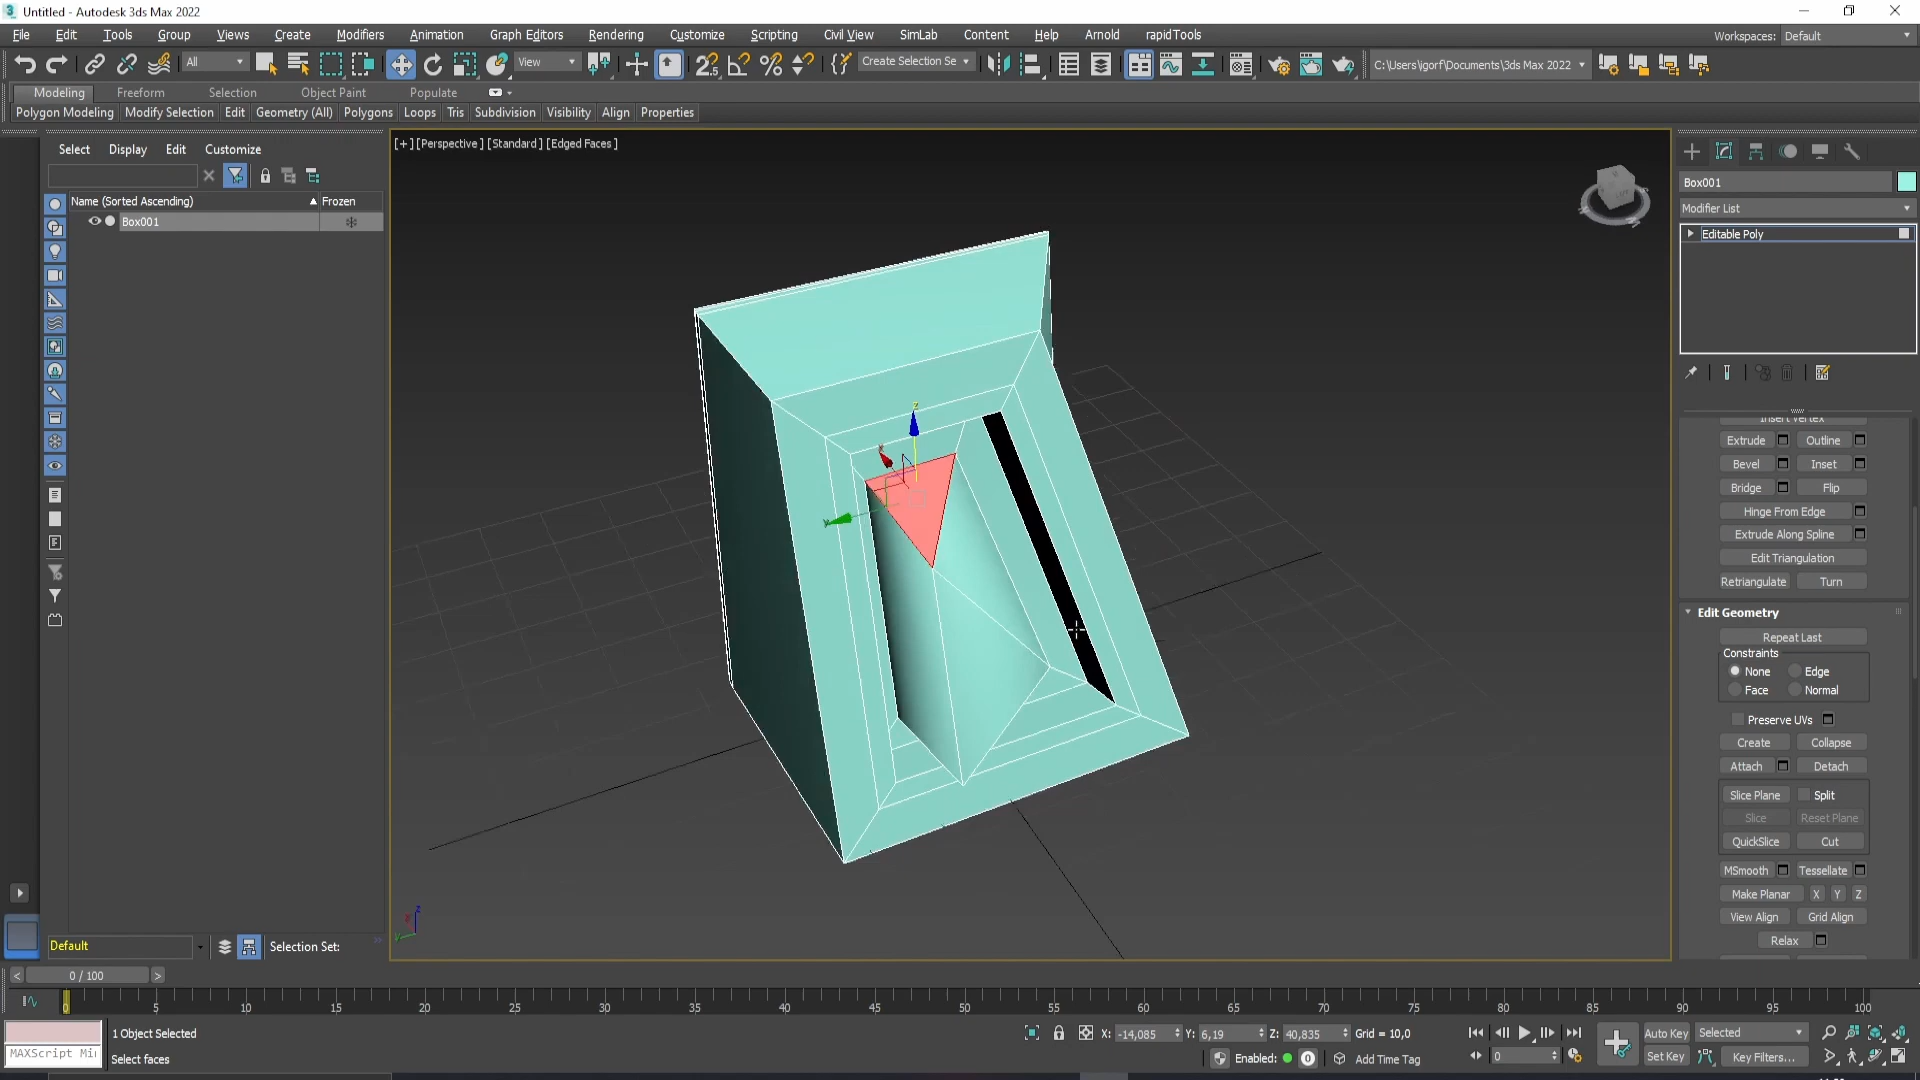 Untitled - Autodesk 3ds Max 2022
File Edit Tools Group Views Create Modifiers Animation Graph Editors Rendering Customize Scripting Civil View SimLab Content Help Arnold rapidTools Workspaces: Default
All View Create Selection Se C:\Users\igorf\Documents\3ds Max 2022
Modeling Freeform Selection Object Paint Populate
Polygon Modeling Modify Selection Edit Geometry (All) Polygons Loops Tris Subdivision Visibility Align Properties
Select Display Edit Customize
[+] [Perspective] [Standard] [Edged Faces]
Name (Sorted Ascending) Frozen
Box001
Box001
Modifier List
Editable Poly
Insert Vertex
Extrude Outline
Bevel Inset
Bridge Flip
Hinge From Edge
Extrude Along Spline
Edit Triangulation
Retriangulate Turn
Edit Geometry
Repeat Last
Constraints
None Edge
Face Normal
Preserve UVs
Create Collapse
Attach Detach
Slice Plane Split
Slice Reset Plane
QuickSlice Cut
MSmooth Tessellate
Make Planar X Y Z
View Align Grid Align
Relax
z
x
y
z
y
Default Selection Set:
< 0 / 100 >
0 5 10 15 20 25 30 35 40 45 50 55 60 65 70 75 80 85 90 95 100
1 Object Selected X: -14,085 Y: 6,19 Z: 40,835 Grid = 10,0 Auto Key Selected
MAXScript Mi Select faces Enabled: 0 Add Time Tag 0 Set Key Key Filters...